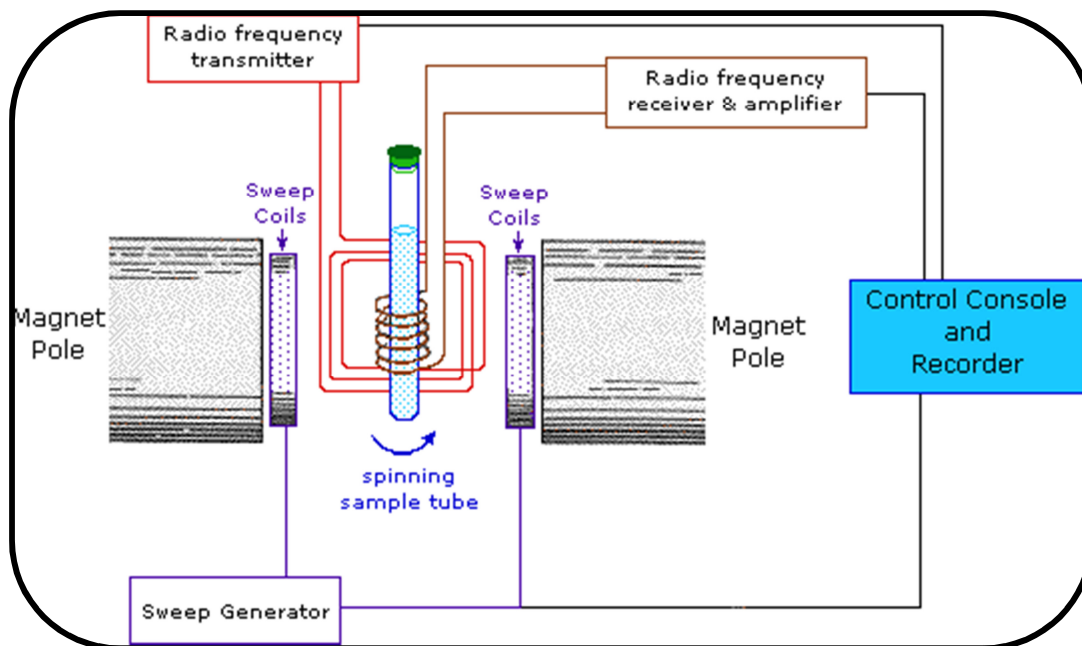 Radio frequency
transmitter
Radio frequency
receiver & amplifier
Sweep
Coils
Sweep
Coils
Magnet
Pole
Magnet
Pole
Control Console
and
Recorder
spinning
sample tube
Sweep Generator